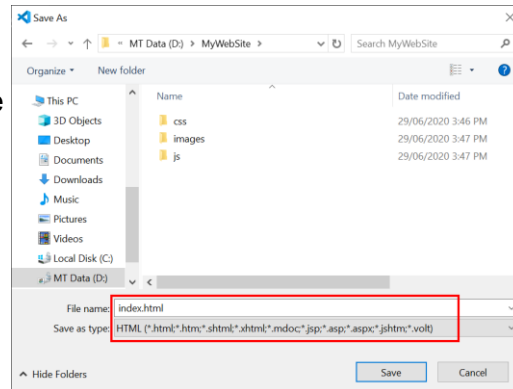 Save As
MT Data (D:) > MyWebSite >
Search MyWebSite
Organize
New folder
Name
Date modified
This PC
3D Objects
Desktop
Documents
Downloads
Music
Pictures
Videos
Local Disk (C:)
MT Data (D:)
css 29/06/2020 3:46 PM
images 29/06/2020 3:47 PM
js 29/06/2020 3:47 PM
File name: index.html
Save as type: HTML (*.html;*.htm;*.shtml;*.xhtml;*.mdoc;*.jsp;*.asp;*.aspx;*.jshtm;*.volt)
Hide Folders
Save
Cancel